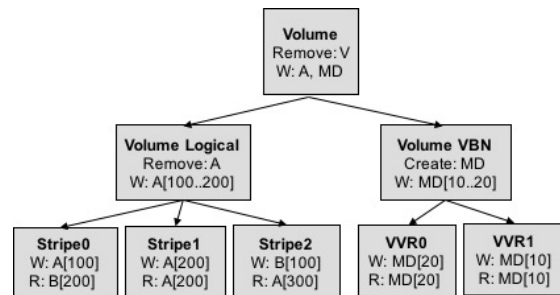 Volume
Remove: V
W: A, MD
Volume Logical
Remove: A
W: A[100..200]
Volume VBN
Create: MD
W: MD[10..20]
Stripe0
W: A[100]
R: B[200]
Stripe1
W: A[200]
R: A[200]
Stripe2
W: B[100]
R: A[300]
VVR0
W: MD[20]
R: MD[20]
VVR1
W: MD[10]
R: MD[10]